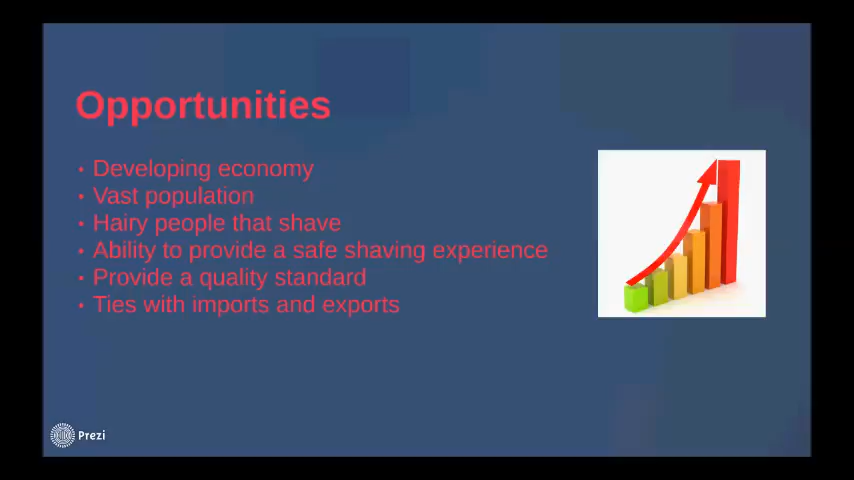 Opportunities
• Developing economy
• Vast population
• Hairy people that shave
• Ability to provide a safe shaving experience
• Provide a quality standard
• Ties with imports and exports
Prezi